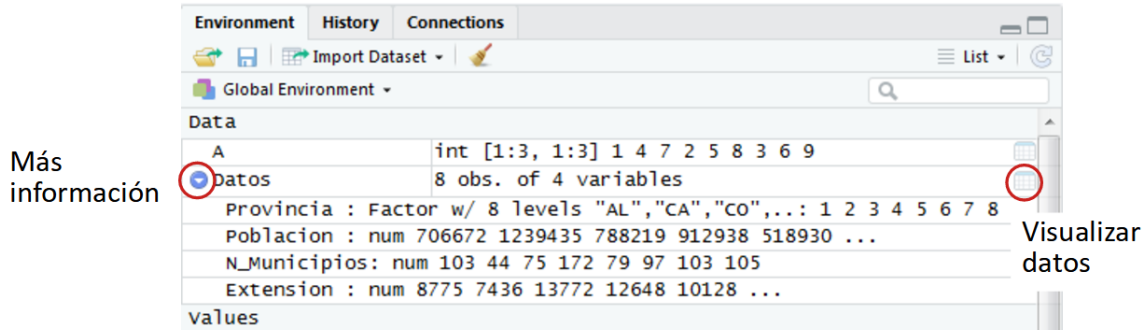 Environment History Connections
Import Dataset List
Global Environment
Data
A int [1:3, 1:3] 1 4 7 2 5 8 3 6 9
Más
información
Datos 8 obs. of 4 variables
Provincia : Factor w/ 8 levels "AL","CA","CO",..: 1 2 3 4 5 6 7 8
Poblacion : num 706672 1239435 788219 912938 518930 ...
Visualizar
datos
N_Municipios: num 103 44 75 172 79 97 103 105
Extension : num 8775 7436 13772 12648 10128 ...
Values